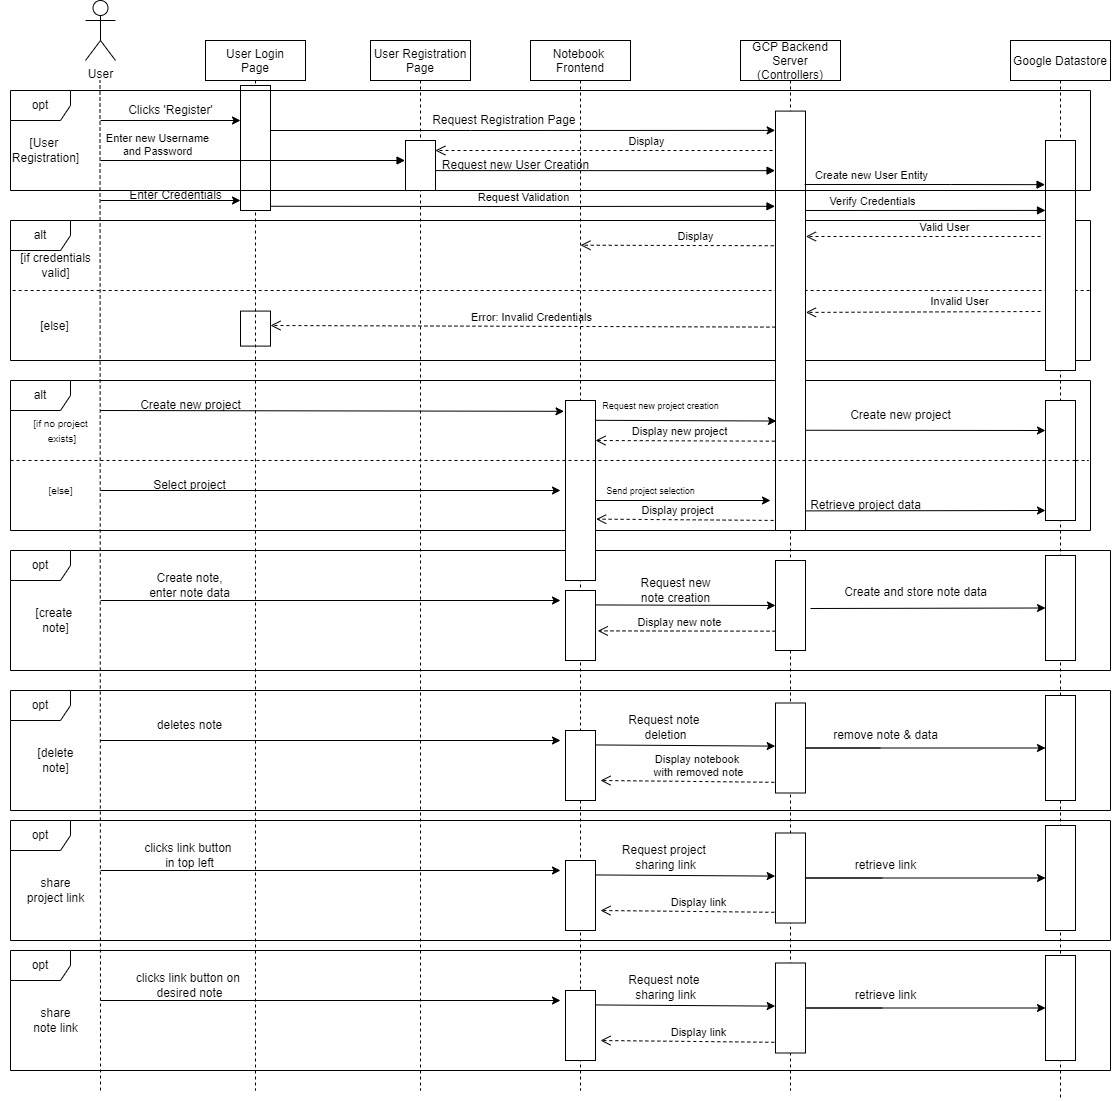 User
User Login
Page
User Registration
Page
Notebook
Frontend
GCP Backend
Server
(Controllers)
Google Datastore
opt
[User
Registration]
Clicks 'Register'
Request Registration Page
Enter new Username
and Password
Display
Request new User Creation
Create new User Entity
Enter Credentials
Request Validation
Verify Credentials
alt
[if credentials
valid]
Valid User
Display
[else]
Invalid User
Error: Invalid Credentials
alt
[if no project
exists]
Create new project
Request new project creation
Create new project
Display new project
[else]
Select project
Send project selection
Retrieve project data
Display project
opt
[create
note]
Create note,
enter note data
Request new
note creation
Create and store note data
Display new note
opt
[delete
note]
deletes note
Request note
deletion
remove note & data
Display notebook
with removed note
opt
share
project link
clicks link button
in top left
Request project
sharing link
retrieve link
Display link
opt
share
note link
clicks link button on
desired note
Request note
sharing link
retrieve link
Display link